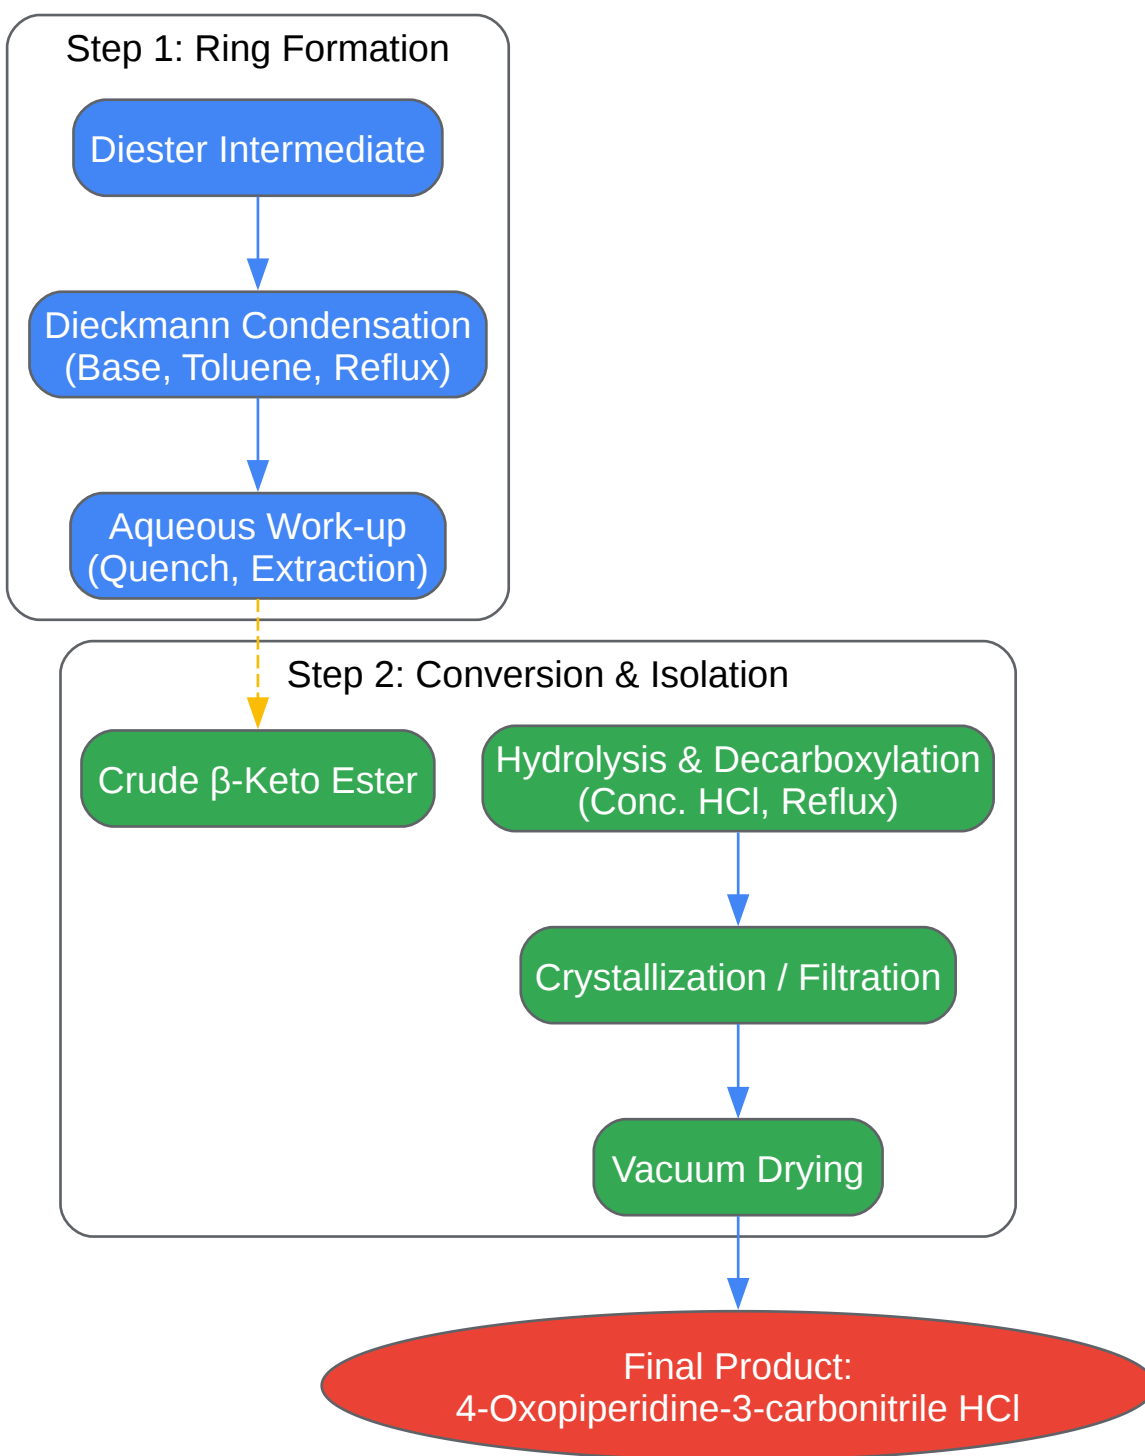 Step 1: Ring Formation
Diester Intermediate
Dieckmann Condensation
(Base, Toluene, Reflux)
Aqueous Work-up
(Quench, Extraction)
Step 2: Conversion & Isolation
Crude β-Keto Ester
Hydrolysis & Decarboxylation
(Conc. HCl, Reflux)
Crystallization / Filtration
Vacuum Drying
Final Product:
4-Oxopiperidine-3-carbonitrile HCl